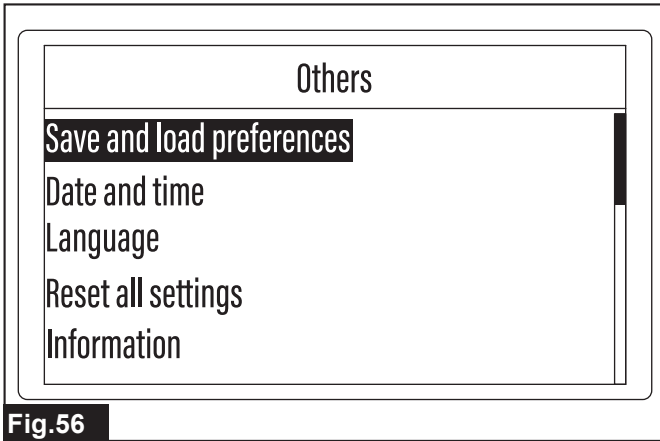 Others
Save and load preferences
Date and time
Language
Reset all settings
Information
Fig.56